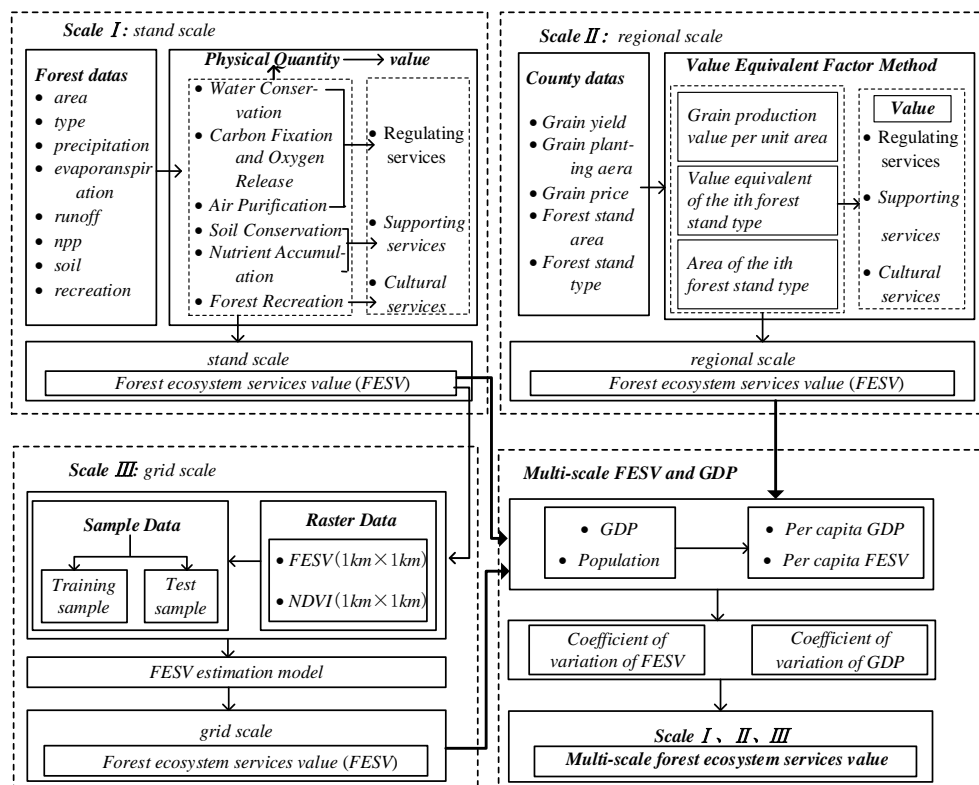 Scale Ⅰ: stand scale
Forest datas
• area
• type
• precipitation
• evaporanspi
ration
• runoff
• npp
• soil
• recreation
Physical Quantity value
• Water Conser-
vation
• Carbon Fixation
and Oxygen
Release
• Air Purification
• Soil Conservation
• Nutrient Accumul-
ation
• Forest Recreation
• Regulating
services
• Supporting
services
• Cultural
services
stand scale
Forest ecosystem services value (FESV)
Scale Ⅱ: regional scale
County datas
• Grain yield
• Grain plant-
ing aera
• Grain price
• Forest stand
area
• Forest stand
type
Value Equivalent Factor Method
Grain production
value per unit area
Value equivalent
of the ith forest
stand type
Area of the ith
forest stand type
Value
• Regulating
services
• Supporting
services
• Cultural
services
regional scale
Forest ecosystem services value (FESV)
Scale Ⅲ: grid scale
Sample Data
Training
sample
Test
sample
Raster Data
• FESV(1km×1km)
• NDVI(1km×1km)
FESV estimation model
grid scale
Forest ecosystem services value (FESV)
Multi-scale FESV and GDP
• GDP
• Population
• Per capita GDP
• Per capita FESV
Coefficient of
variation of FESV
Coefficient of
variation of GDP
Scale Ⅰ、Ⅱ、Ⅲ
Multi-scale forest ecosystem services value